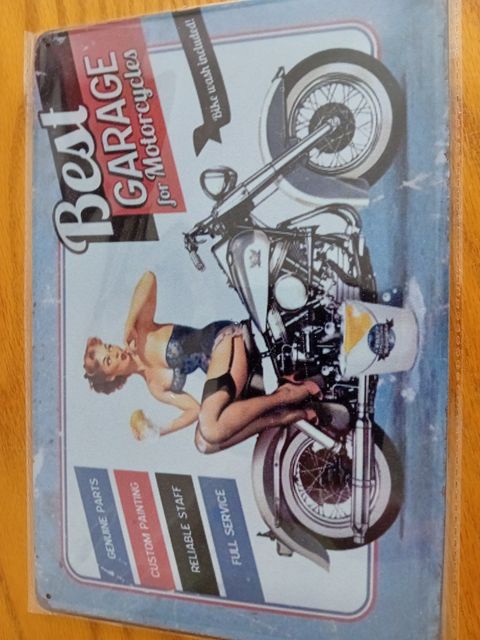 Best
GARAGE
for Motorcycles
Bike wash included!
GENUINE PARTS
CUSTOM PAINTING
RELIABLE STAFF
FULL SERVICE